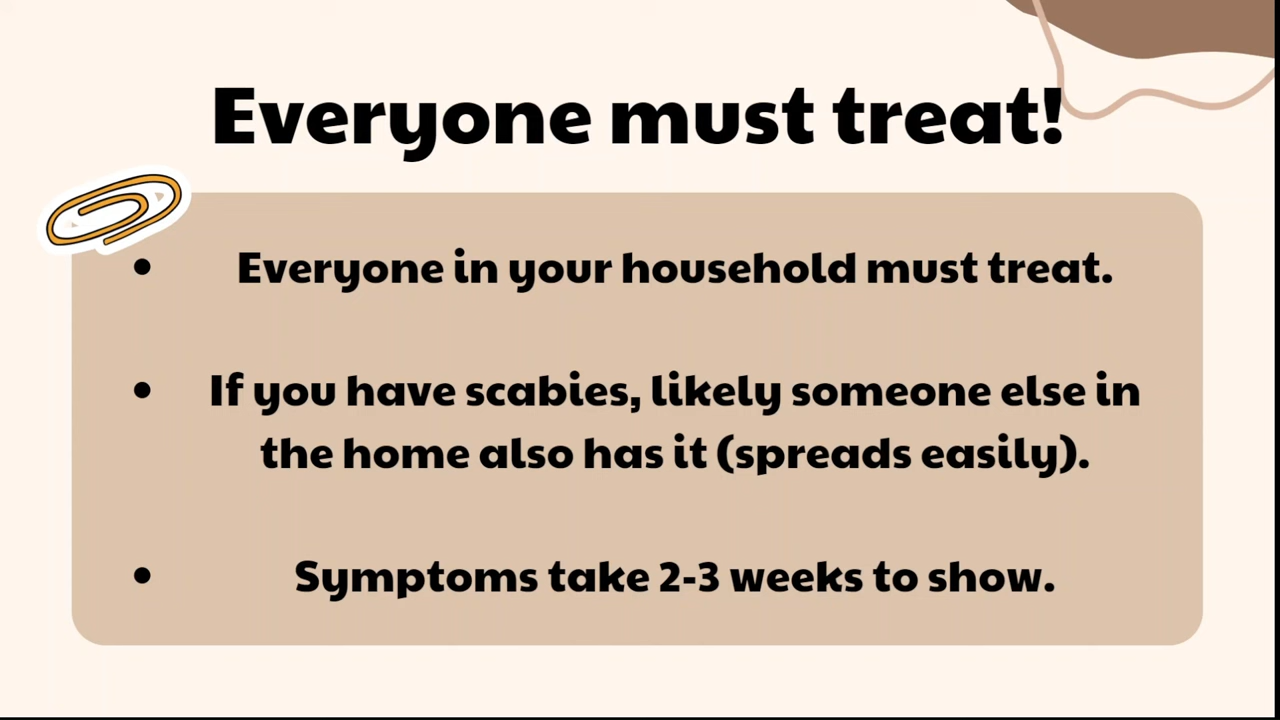 Everyone must treat!
• Everyone in your household must treat.
• If you have scabies, likely someone else in
the home also has it (spreads easily).
• Symptoms take 2-3 weeks to show.